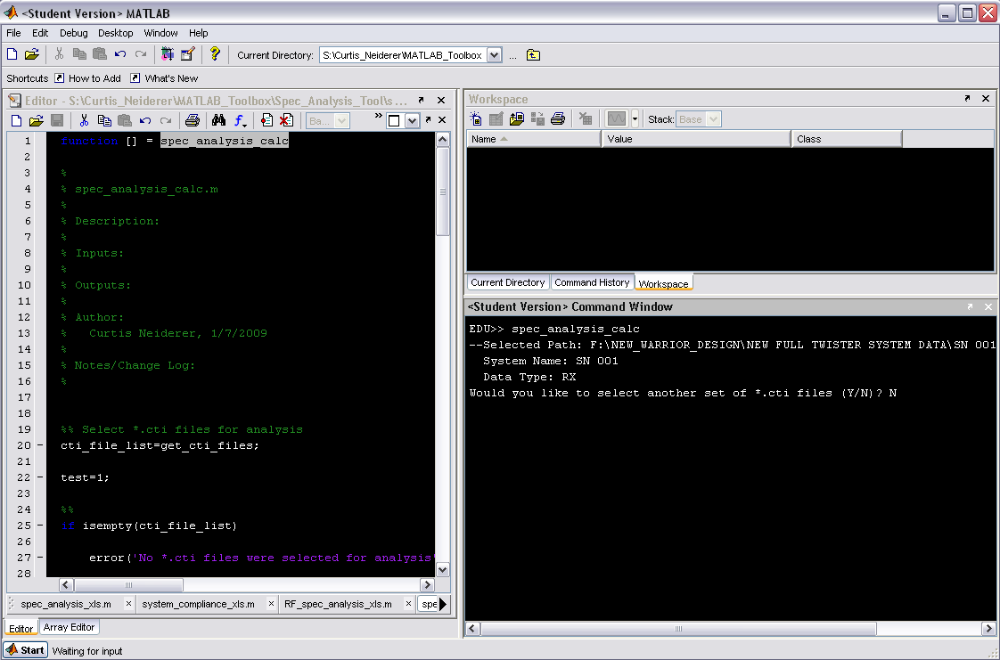 <Student Version> MATLAB
File Edit Debug Desktop Window Help
Current Directory: S:\Curtis_Neiderer\MATLAB_Toolbox ...
Shortcuts How to Add What's New
Editor - S:\Curtis_Neiderer\MATLAB_Toolbox\Spec_Analysis_Tool\s...
Ba...
1 function [] = spec_analysis_calc
2
3 %
4 % spec_analysis_calc.m
5 %
6 % Description:
7 %
8 % Inputs:
9 %
10 % Outputs:
11 %
12 % Author:
13 % Curtis Neiderer, 1/7/2009
14 %
15 % Notes/Change Log:
16 %
17
18
19 %% Select *.cti files for analysis
20 - cti_file_list=get_cti_files;
21
22 - test=1;
23
24 %%
25 - if isempty(cti_file_list)
26
27 - error('No *.cti files were selected for analysis'
28
spec_analysis_xls.m system_compliance_xls.m RF_spec_analysis_xls.m spe
Editor Array Editor
Workspace
Stack: Base
Name Value Class
Current Directory Command History Workspace
<Student Version> Command Window
EDU>> spec_analysis_calc
--Selected Path: F:\NEW_WARRIOR_DESIGN\NEW FULL TWISTER SYSTEM DATA\SN 001
System Name: SN 001
Data Type: RX
Would you like to select another set of *.cti files (Y/N)? N
Start Waiting for input